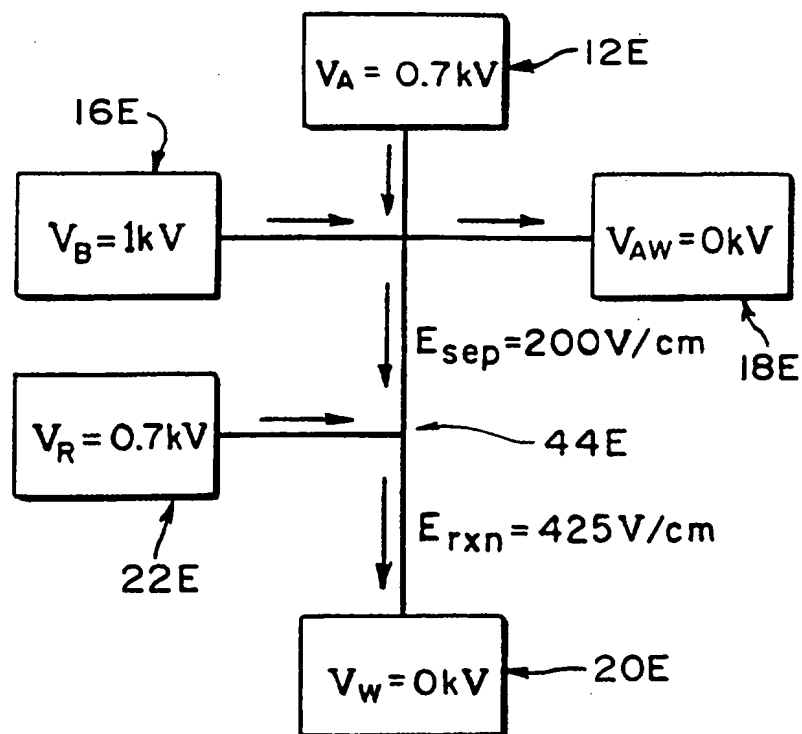 V_A = 0.7kV
12E
16E
V_B = 1kV
V_AW = 0kV
E_sep = 200V/cm
18E
V_R = 0.7kV
44E
22E
E_rxn = 425V/cm
V_W = 0kV
20E